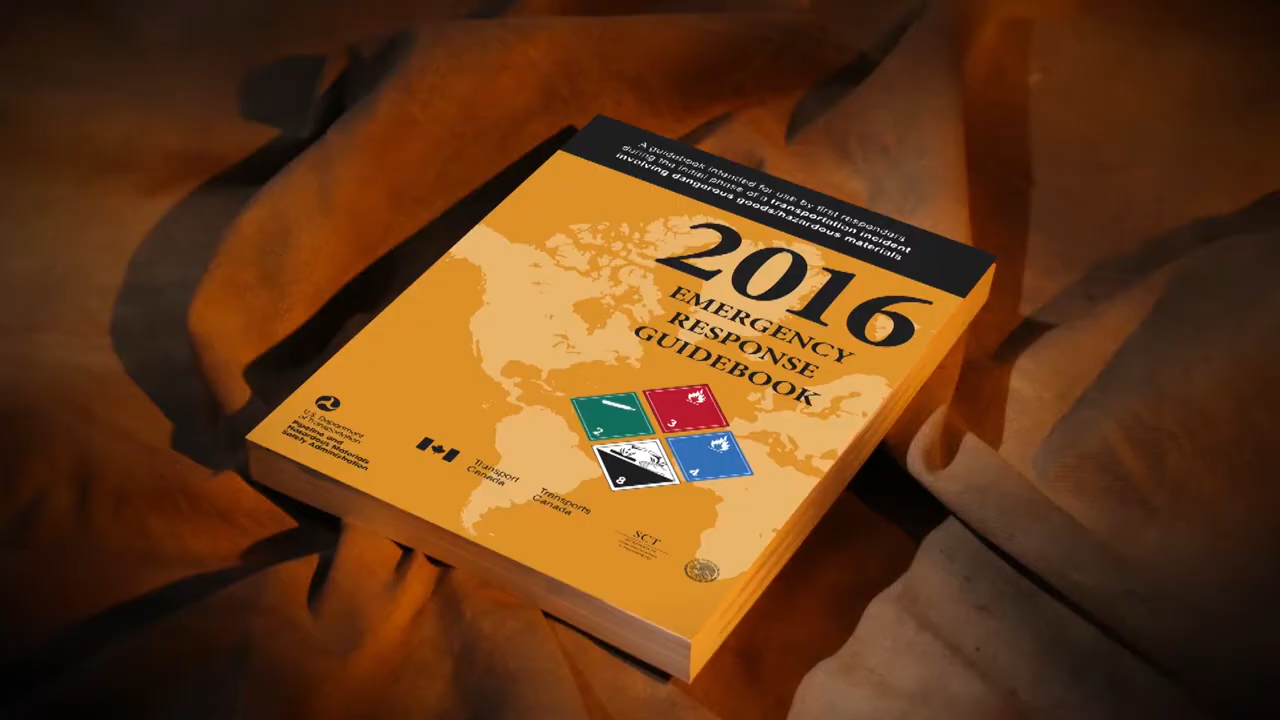 A guidebook intended for use by first responders
during the initial phase of a transportation incident
involving dangerous goods/hazardous materials
2016
EMERGENCY
RESPONSE
GUIDEBOOK
2
3
8
4
U.S. Department
of Transportation
Pipeline and
Hazardous Materials
Safety Administration
Transport
Canada
Transports
Canada
SCT